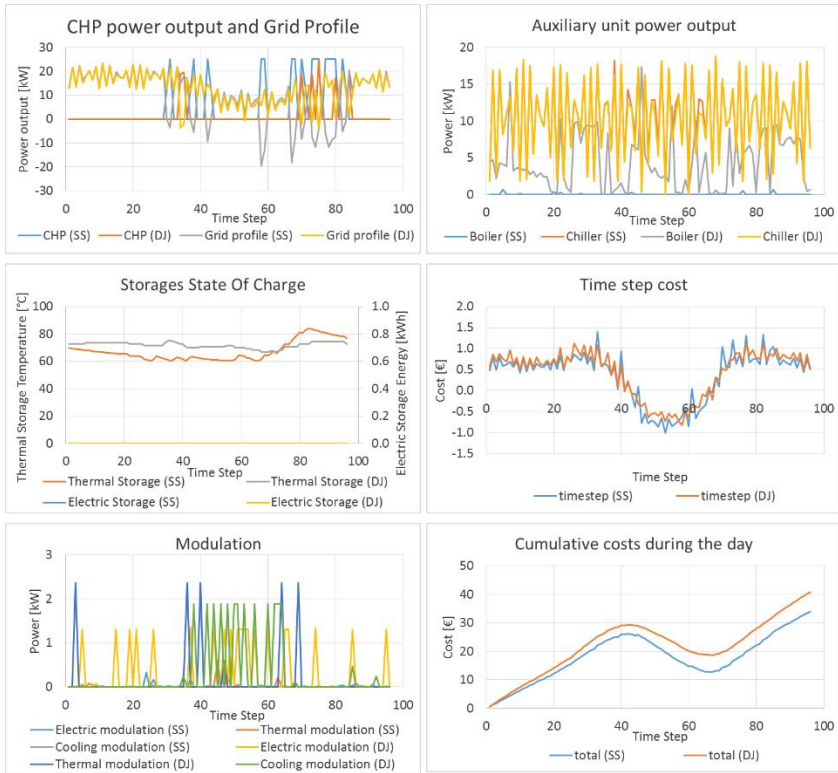 CHP power output and Grid Profile
Power output [kW]
30
20
10
0
-10
-20
-30
0 20 40 60 80 100
Time Step
CHP (SS) CHP (DJ) Grid profile (SS) Grid profile (DJ)
Auxiliary unit power output
Power [kW]
20
15
10
5
0
0 20 40 60 80 100
Time Step
Boiler (SS) Chiller (SS) Boiler (DJ) Chiller (DJ)
Storages State Of Charge
Thermal Storage Temperature [°C]
100
80
60
40
20
0
1.0
0.8
0.6
0.4
0.2
0.0
Electric Storage Energy [kWh]
0 20 40 60 80 100
Time Step
Thermal Storage (SS) Thermal Storage (DJ)
Electric Storage (SS) Electric Storage (DJ)
Time step cost
Cost [€]
2.0
1.5
1.0
0.5
0.0
-0.5
-1.0
-1.5
0 20 40 60 80 100
Time Step
timestep (SS) timestep (DJ)
Modulation
Power [kW]
3
2
1
0
0 20 40 60 80 100
Time Step
Electric modulation (SS) Thermal modulation (SS)
Cooling modulation (SS) Electric modulation (DJ)
Thermal modulation (DJ) Cooling modulation (DJ)
Cumulative costs during the day
Cost [€]
50
40
30
20
10
0
0 20 40 60 80 100
Time Step
total (SS) total (DJ)